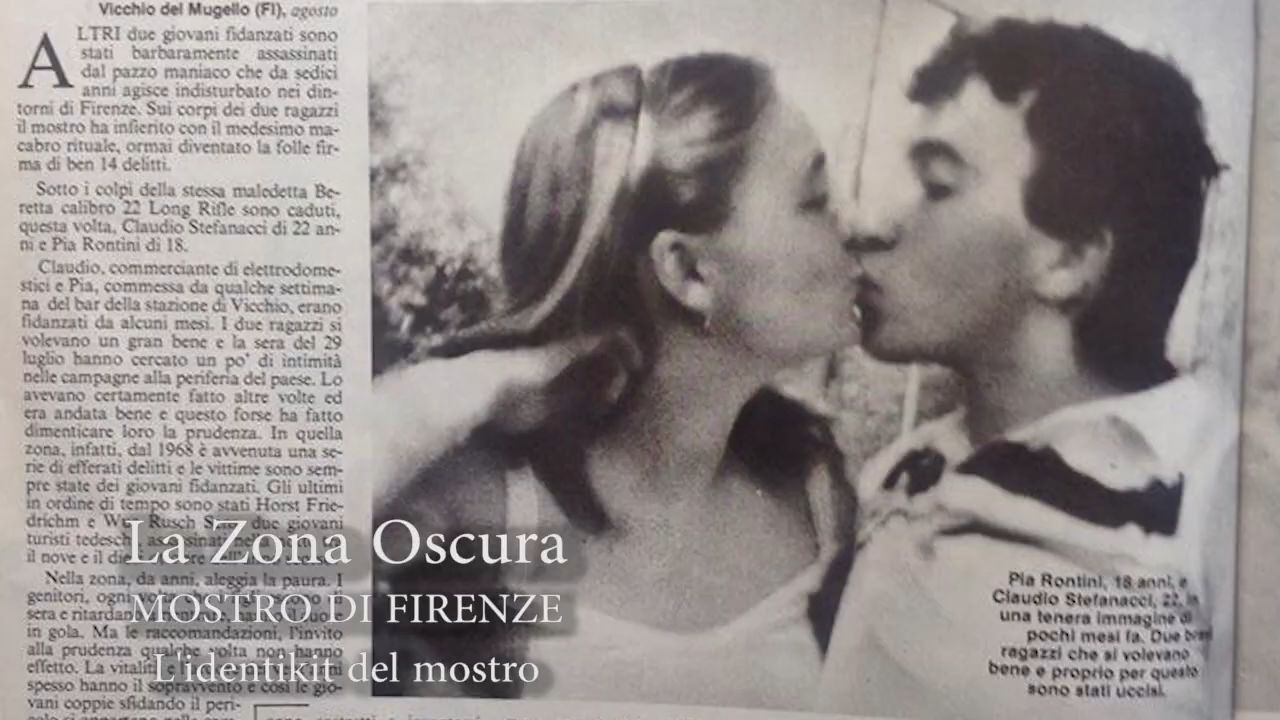 Vicchio del Mugello (FI), agosto
ALTRI due giovani fidanzati sono
stati barbaramente assassinati
dal pazzo maniaco che da sedici
anni agisce indisturbato nei din-
torni di Firenze. Sui corpi dei due ragazzi
il mostro ha infierito con il medesimo ma-
cabro rituale, ormai diventato la folle fir-
ma di ben 14 delitti.
Sotto i colpi della stessa maledetta Be-
retta calibro 22 Long Rifle sono caduti,
questa volta, Claudio Stefanacci di 22 an-
ni e Pia Rontini di 18.
Claudio, commerciante di elettrodome-
stici e Pia, commessa da qualche settima-
na del bar della stazione di Vicchio, erano
fidanzati da alcuni mesi. I due ragazzi si
volevano un gran bene e la sera del 29
luglio hanno cercato un po' di intimità
nelle campagne alla periferia del paese. Lo
avevano certamente fatto altre volte ed
era andata bene e questo forse ha fatto
dimenticare loro la prudenza. In quella
zona, infatti, dal 1968 è avvenuta una se-
rie di efferati delitti e le vittime sono sem-
pre state dei giovani fidanzati. Gli ultimi
in ordine di tempo sono stati Horst Frie-
drichm e Rusch due giovani
turisti tedeschi, assassinati
il nove e il
Nella zona, da anni, aleggia la paura. I
genitori, ogni
sera e ritardano
in gola. Ma le raccomandazioni, l'invito
alla prudenza qualche volta non hanno
effetto. La vitalità e
spesso hanno il sopravvento e così le gio-
vani coppie sfidando il peri-
La Zona Oscura
MOSTRO DI FIRENZE
L'identikit del mostro
Pia Rontini, 18 anni, e
Claudio Stefanacci, 22, in
una tenera immagine di
pochi mesi fa. Due bravi
ragazzi che si volevano
bene e proprio per questo
sono stati uccisi.